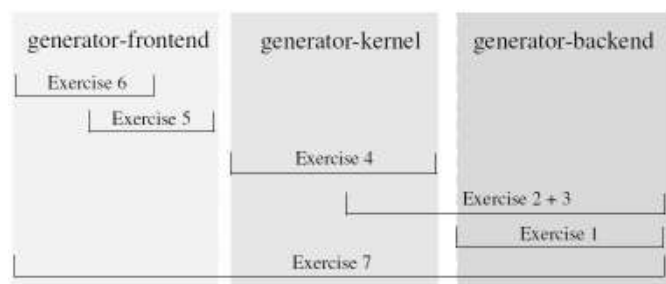 generator-frontend generator-kernel generator-backend
Exercise 6
Exercise 5
Exercise 4
Exercise 2 + 3
Exercise 1
Exercise 7